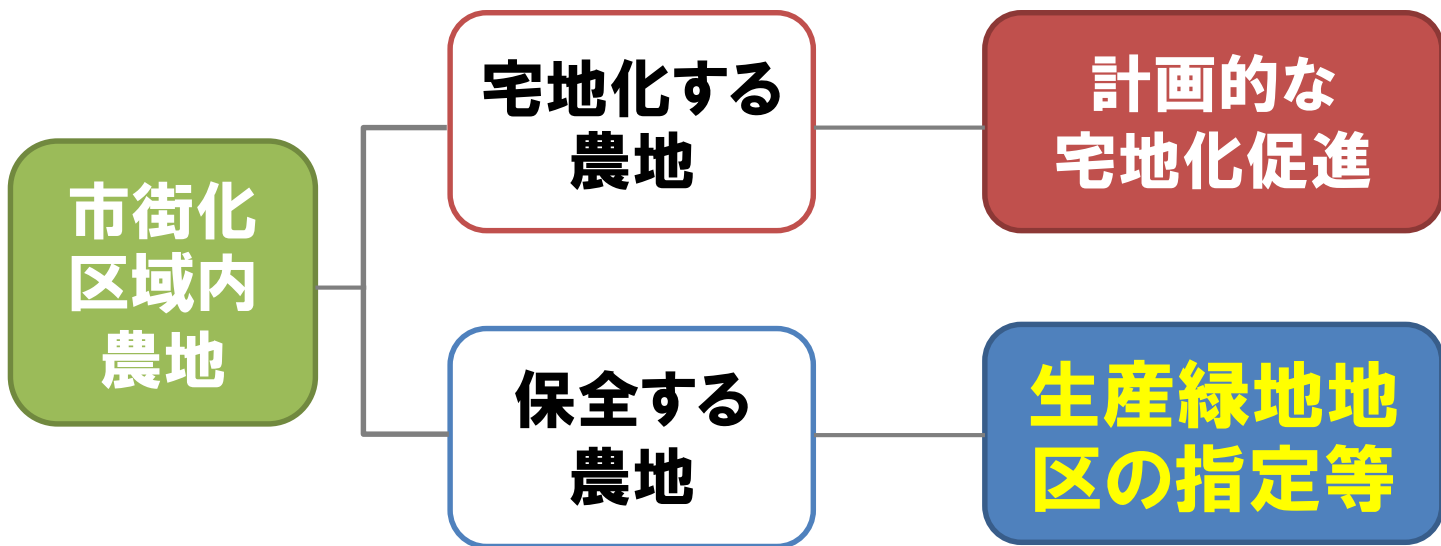 市街化
区域内
農地
宅地化する
農地
計画的な
宅地化促進
保全する
農地
生産緑地地
区の指定等